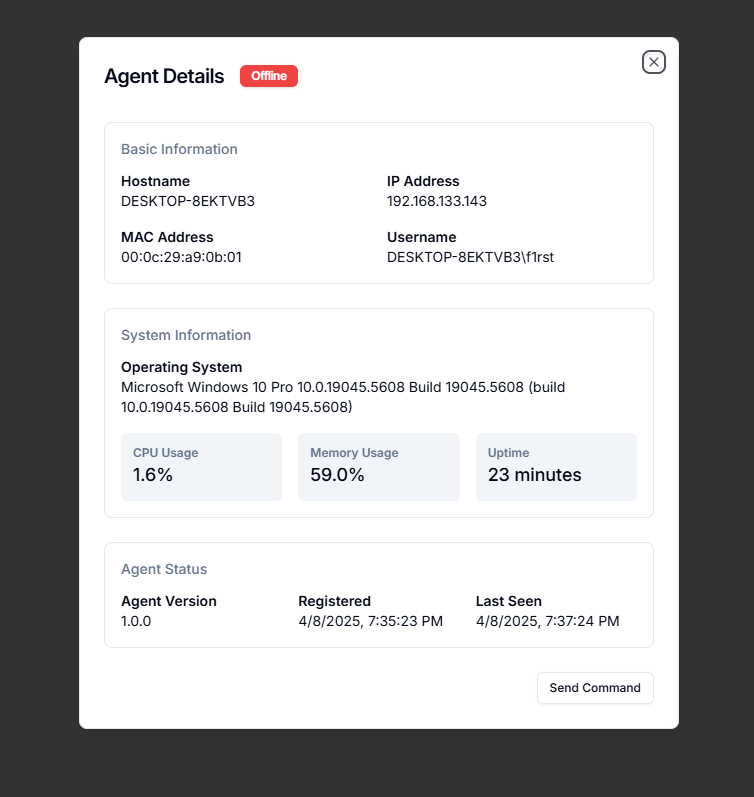 Agent Details
Offline
Basic Information
Hostname
IP Address
DESKTOP-8EKTVB3
192.168.133.143
MAC Address
Username
00:0c:29:a9:0b:01
DESKTOP-8EKTVB3\f1rst
System Information
Operating System
Microsoft Windows 10 Pro 10.0.19045.5608 Build 19045.5608 (build
10.0.19045.5608 Build 19045.5608)
CPU Usage
Memory Usage
Uptime
1.6%
59.0%
23 minutes
Agent Status
Agent Version
Registered
Last Seen
1.0.0
4/8/2025, 7:35:23 PM
4/8/2025, 7:37:24 PM
Send Command